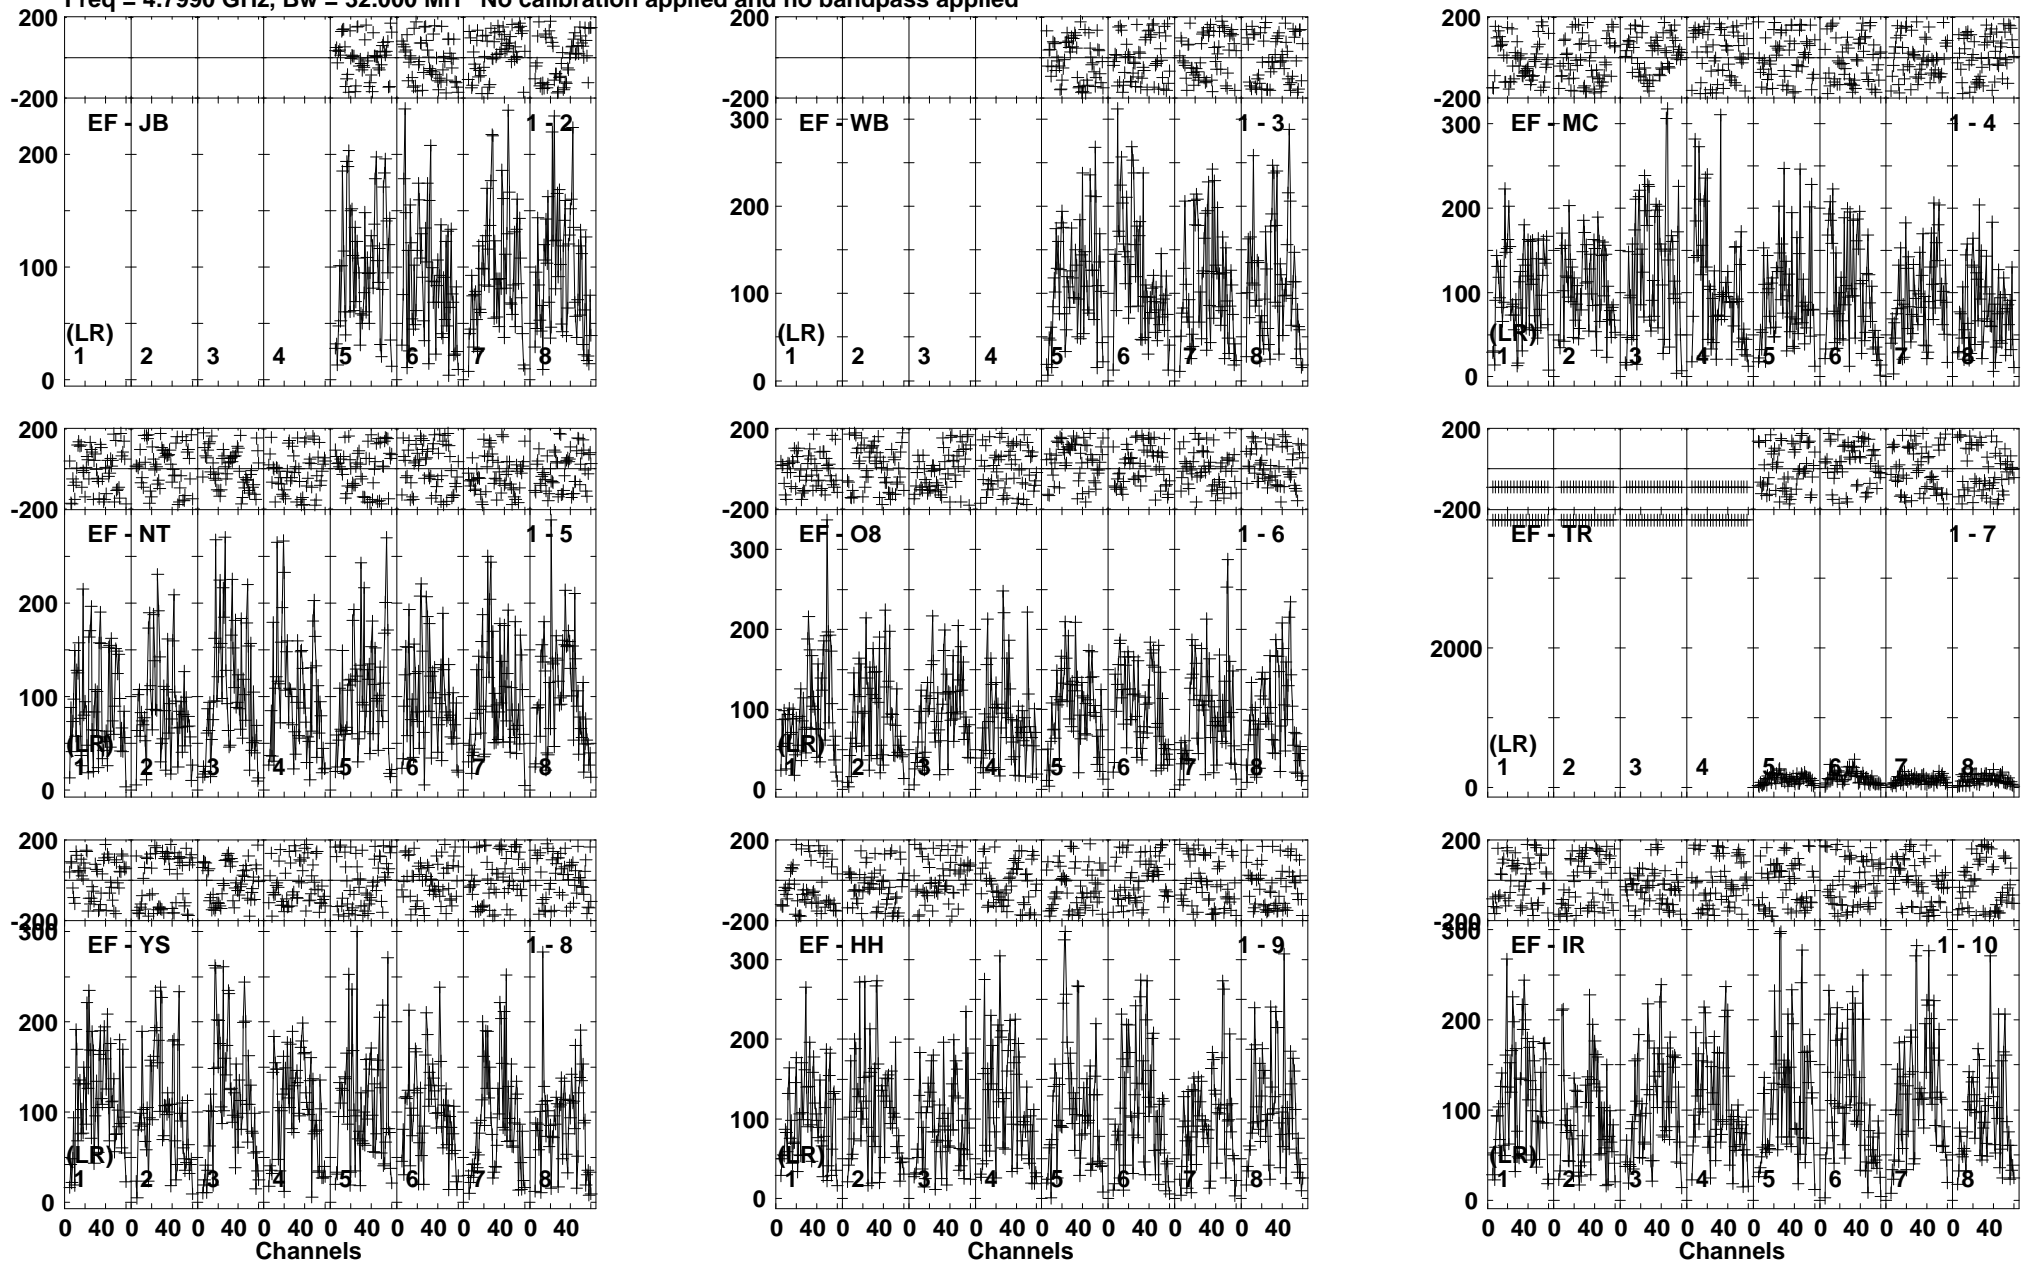 Freq = 4.7990 GHz, Bw = 32.000 MH No calibration applied and no bandpass applied
200 200 200
-200 -200 -200
EF - JB 1 - 2 EF - WB 1 - 3 EF - MC 1 - 4
300 300
200 200 200
100 100 100
(LR) (LR) (LR)
1 2 3 4 5 6 7 8 1 2 3 4 5 6 7 8 1 2 3 4 5 6 7 8
0 0 0
200 200 200
-200 -200 -200
EF - NT 1 - 5 EF - O8 1 - 6 EF - TR 1 - 7
300
200 200 2000
100 100
(LR) (LR) (LR)
1 2 3 4 5 6 7 8 1 2 3 4 5 6 7 8 1 2 3 4 5 6 7 8
0 0 0
200 200 200
-200 -200 -200
300 300
EF - YS 1 - 8 EF - HH 1 - 9 EF - IR 1 - 10
300
200 200 200
100 100 100
(LR) (LR) (LR)
1 2 3 4 5 6 7 8 1 2 3 4 5 6 7 8 1 2 3 4 5 6 7 8
0 0 0
0 40 0 40 0 40 0 40 0 40 0 40 0 40 0 40 0 40 0 40 0 40 0 40 0 40 0 40 0 40 0 40 0 40 0 40 0 40 0 40 0 40 0 40 0 40 0 40
Channels Channels Channels